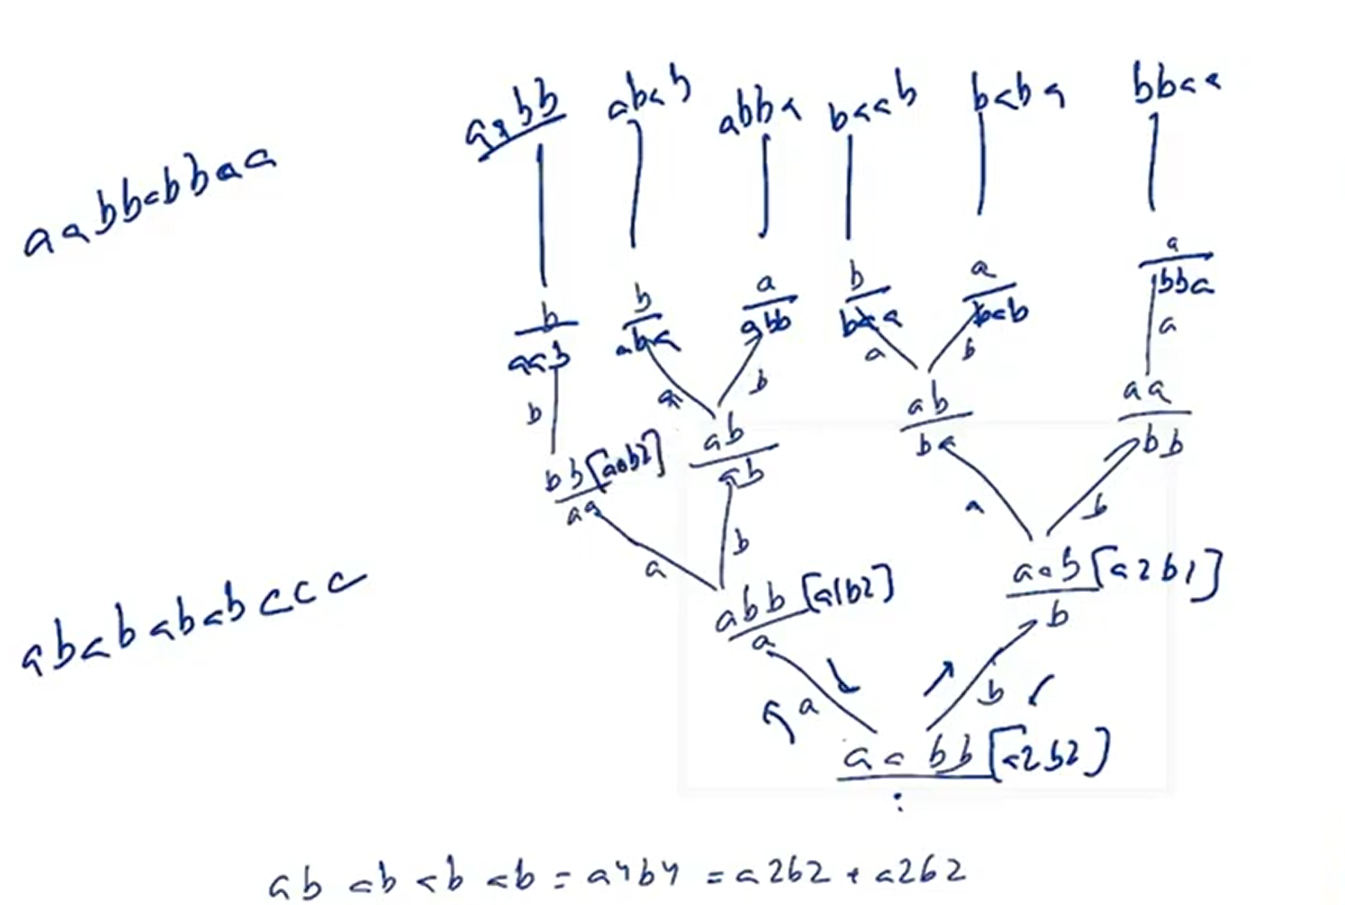 aabb abab abba baab baba bbaa
aabbabbaa
b b a b a a
aab aba abb baa bab bba
a b a b a
b
bb[a0b2] ab ab aa
aa ab ba bb
a b a b
abb[a1b2] aab[a2b1]
a b
ababababccc
a a b
aabb[a2b2]
:
ab ab ab ab = a4b4 = a2b2 + a2b2